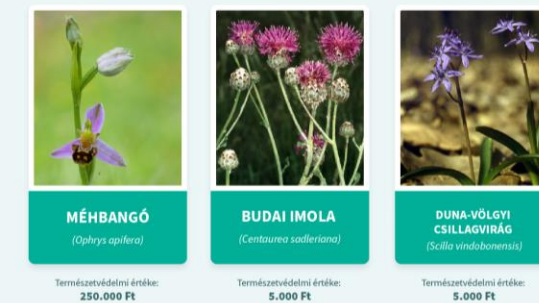 MÉHBANGÓ
(Ophrys apifera)
Természetvédelmi értéke:
250.000 Ft
BUDAI IMOLA
(Centaurea sadleriana)
Természetvédelmi értéke:
5.000 Ft
DUNA-VÖLGYI
CSILLAGVIRÁG
(Scilla vindobonensis)
Természetvédelmi értéke:
5.000 Ft